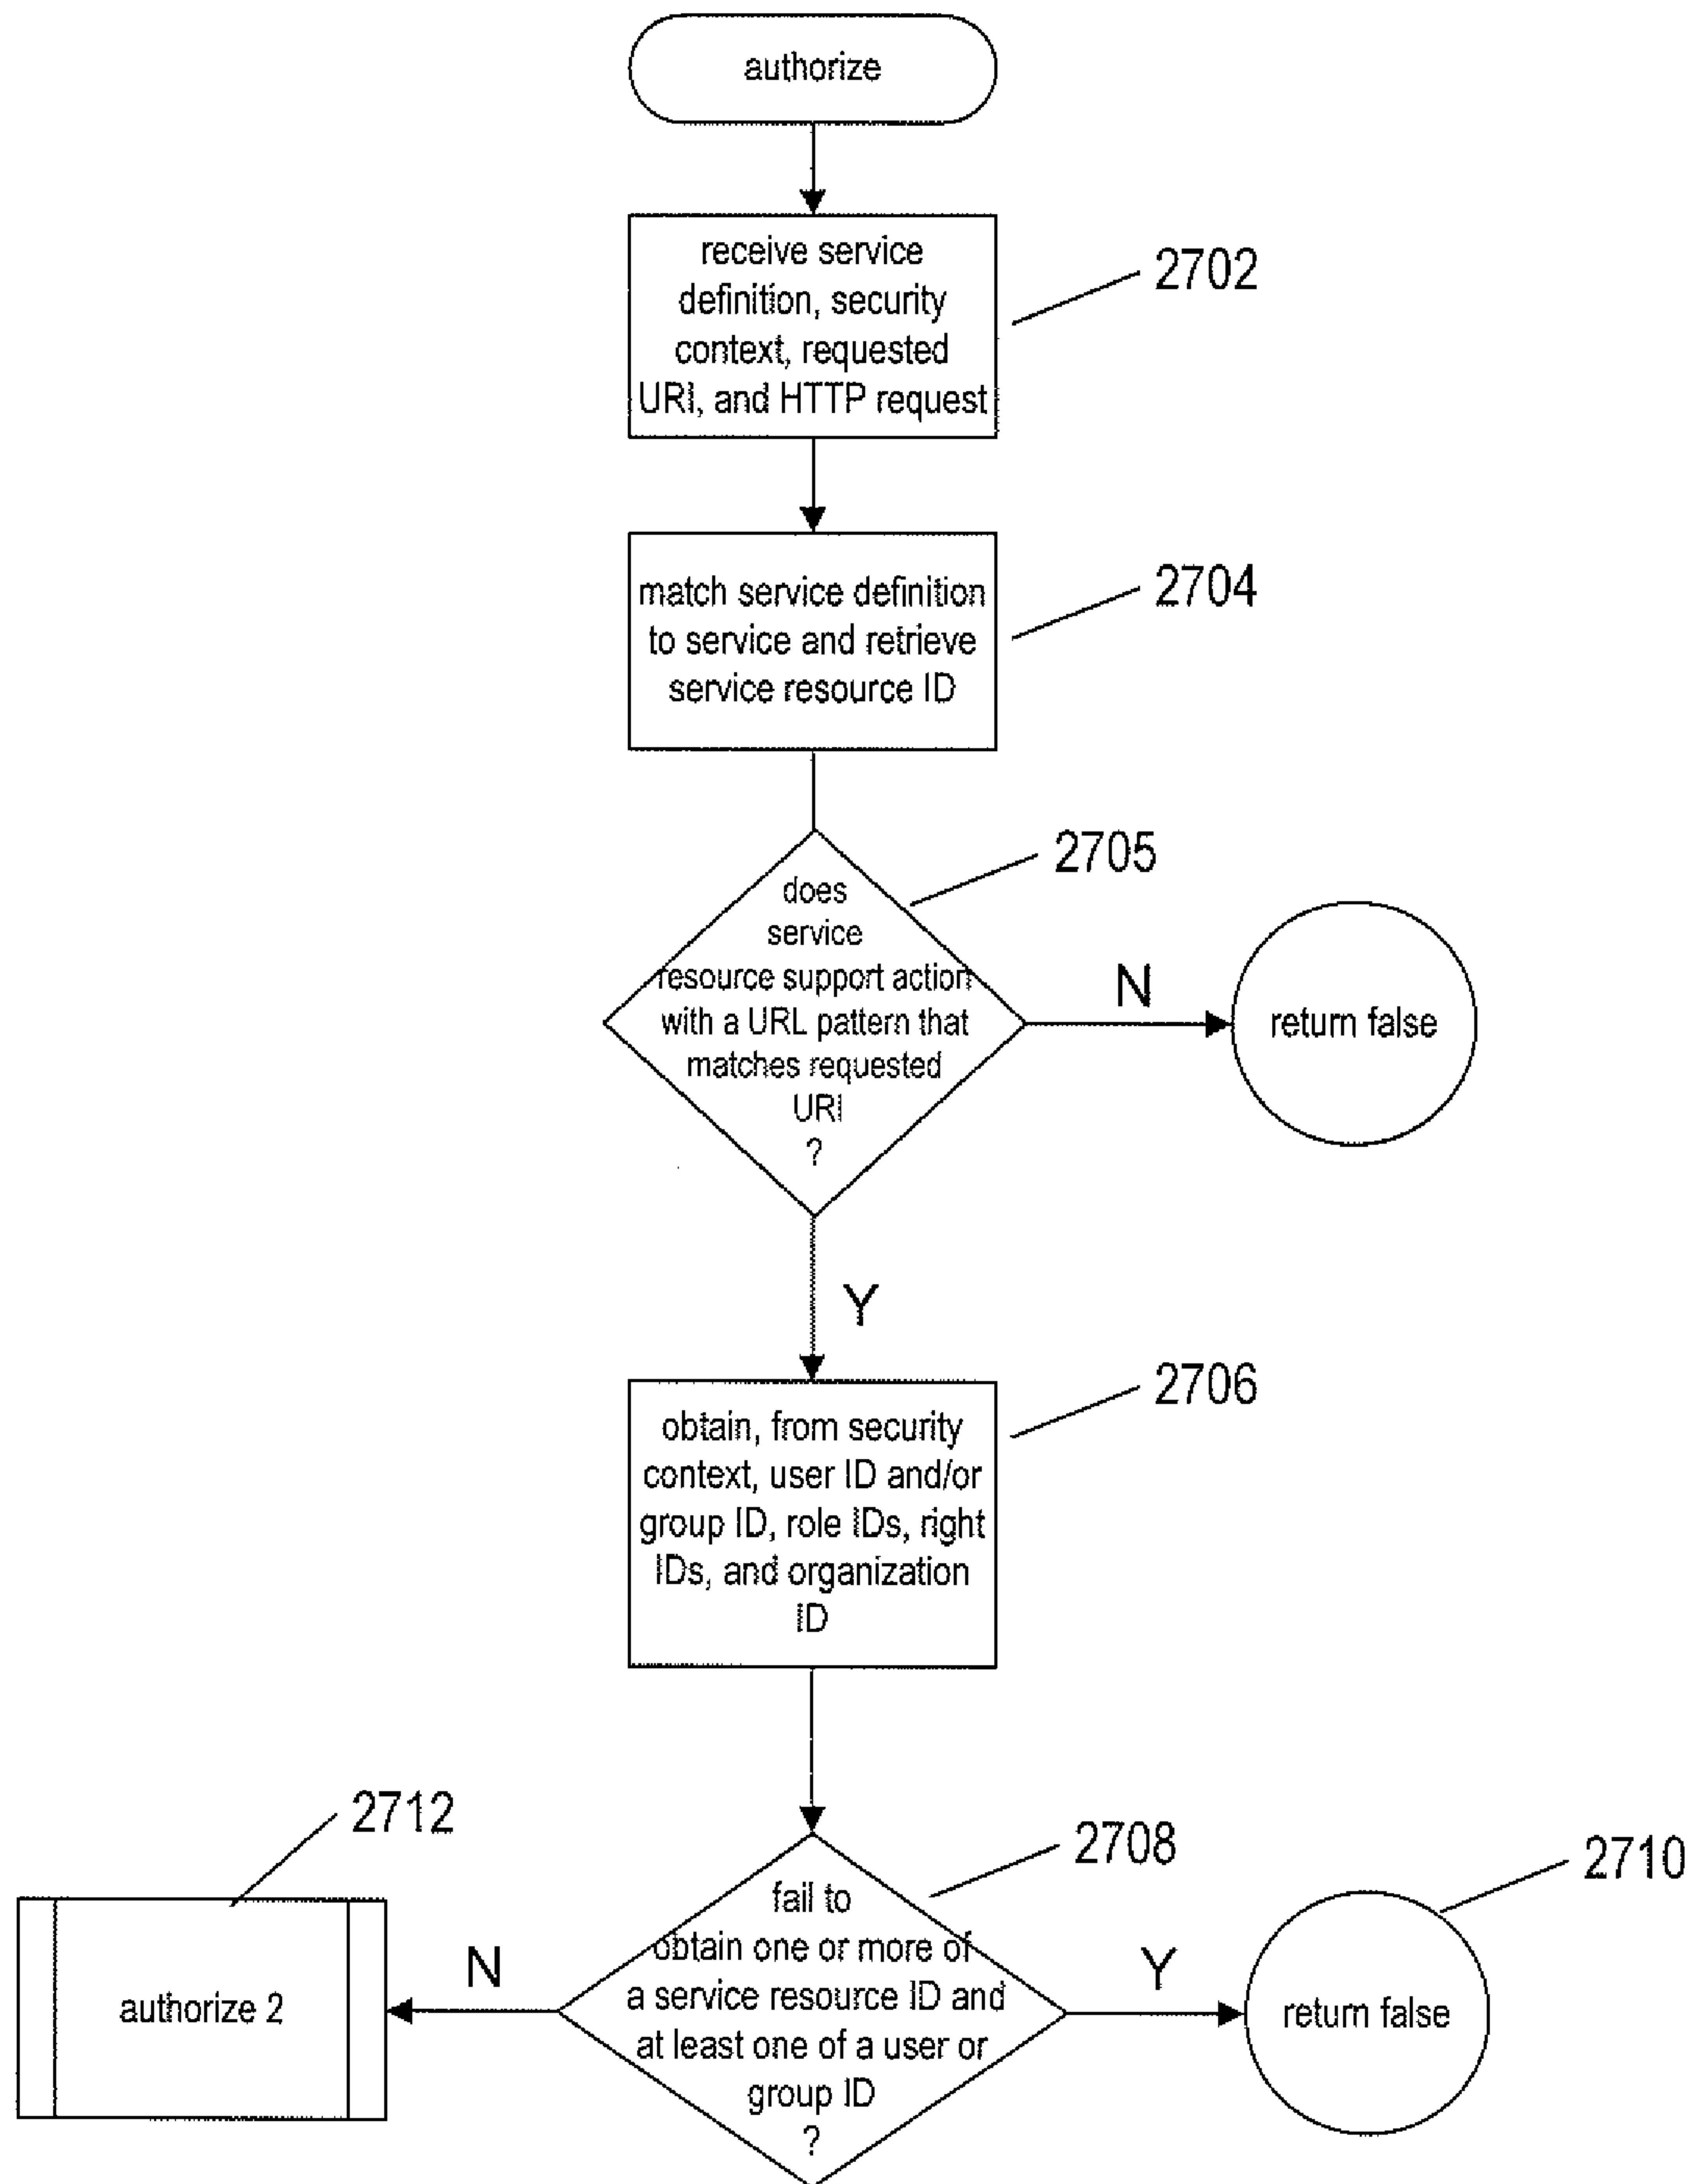 authorize
receive service
definition, security
context, requested
URI, and HTTP request
2702
match service definition
to service and retrieve
service resource ID
2704
does
service
resource support action
with a URL pattern that
matches requested
URI
?
2705
N
return false
Y
obtain, from security
context, user ID and/or
group ID, role IDs, right
IDs, and organization
ID
2706
fail to
obtain one or more of
a service resource ID and
at least one of a user or
group ID
?
2708
Y
return false
2710
N
authorize 2
2712